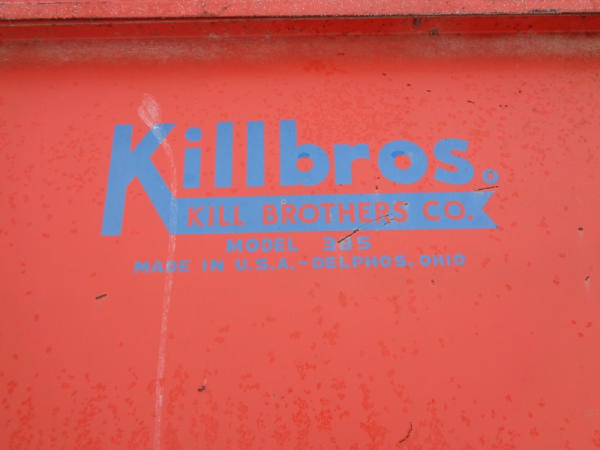 Killbros.®
KILL BROTHERS CO.
MODEL 385
MADE IN U.S.A.-DELPHOS, OHIO